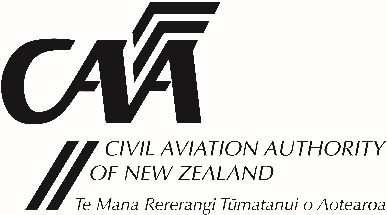 CAA
CIVIL AVIATION AUTHORITY
OF NEW ZEALAND
Te Mana Rererangi Tūmatanui o Aotearoa